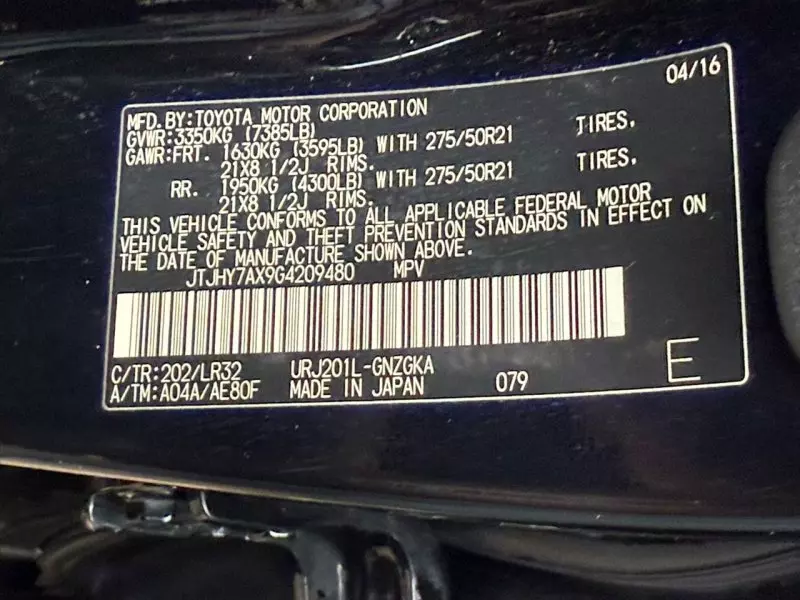 04/16
MFD. BY:TOYOTA MOTOR CORPORATION
GVWR:3350KG (7385LB)
GAWR:FRT. 1630KG (3595LB) WITH 275/50R21 TIRES,
21X8 1/2J RIMS.
RR. 1950KG (4300LB) WITH 275/50R21 TIRES,
21X8 1/2J RIMS.
THIS VEHICLE CONFORMS TO ALL APPLICABLE FEDERAL MOTOR
VEHICLE SAFETY AND THEFT PREVENTION STANDARDS IN EFFECT ON
THE DATE OF MANUFACTURE SHOWN ABOVE.
JTJHY7AX9G4209480 MPV
C/TR:202/LR32 URJ201L-GNZGKA
A/TM:A04A/AE80F MADE IN JAPAN 079 E